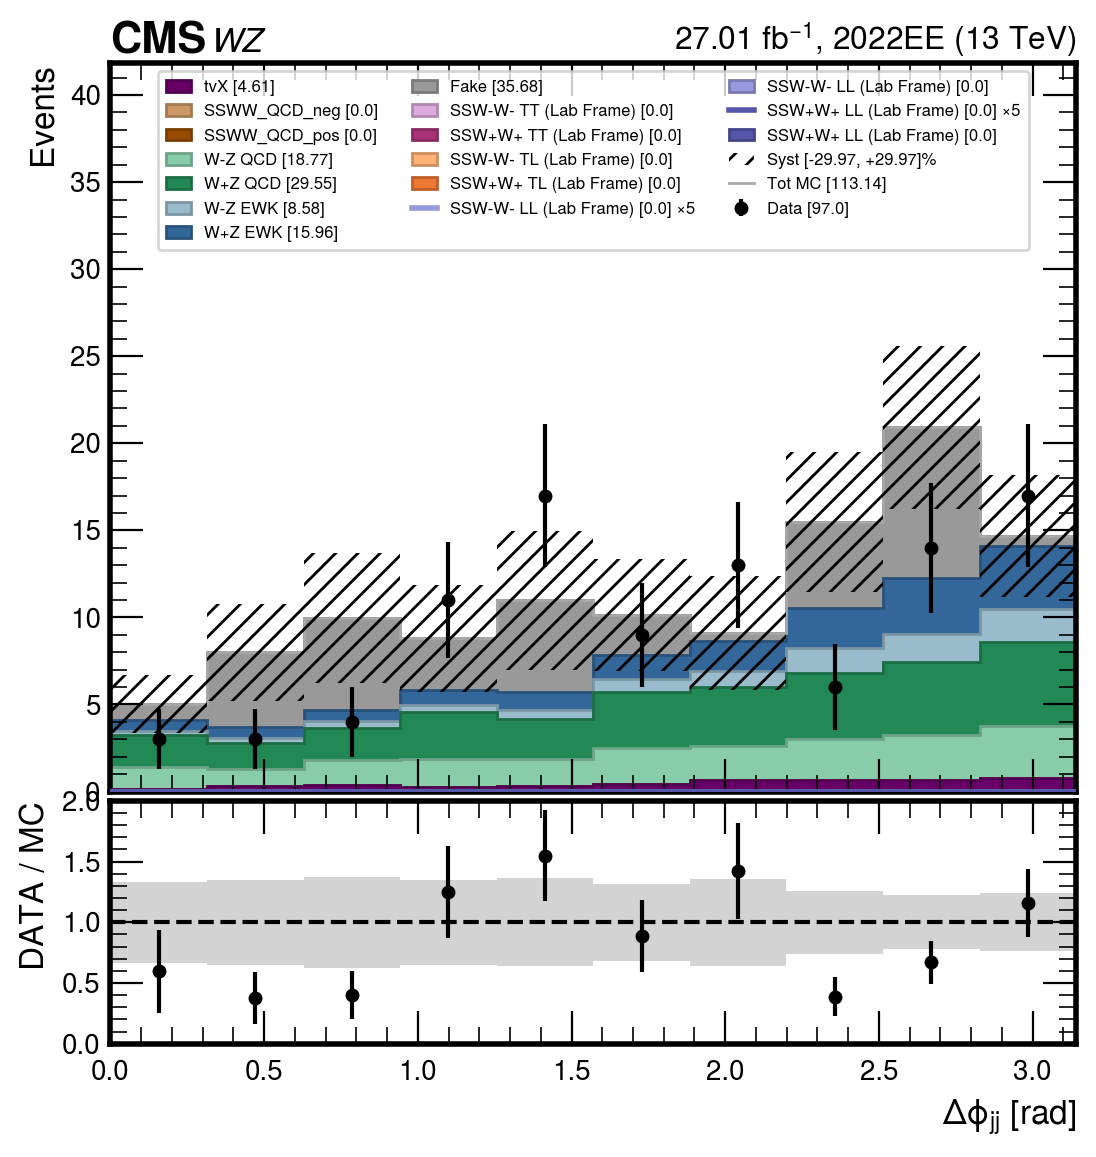 CMS WZ
27.01 fb⁻¹, 2022EE (13 TeV)
Events
tvX [4.61]
SSWW_QCD_neg [0.0]
SSWW_QCD_pos [0.0]
W-Z QCD [18.77]
W+Z QCD [29.55]
W-Z EWK [8.58]
W+Z EWK [15.96]
Fake [35.68]
SSW-W- TT (Lab Frame) [0.0]
SSW+W+ TT (Lab Frame) [0.0]
SSW-W- TL (Lab Frame) [0.0]
SSW+W+ TL (Lab Frame) [0.0]
SSW-W- LL (Lab Frame) [0.0] ×5
SSW-W- LL (Lab Frame) [0.0]
SSW+W+ LL (Lab Frame) [0.0] ×5
SSW+W+ LL (Lab Frame) [0.0]
Syst [-29.97, +29.97]%
Tot MC [113.14]
Data [97.0]
40
35
30
25
20
15
10
5
0
DATA / MC
2.0
1.5
1.0
0.5
0.0
0.0 0.5 1.0 1.5 2.0 2.5 3.0
Δϕjj [rad]